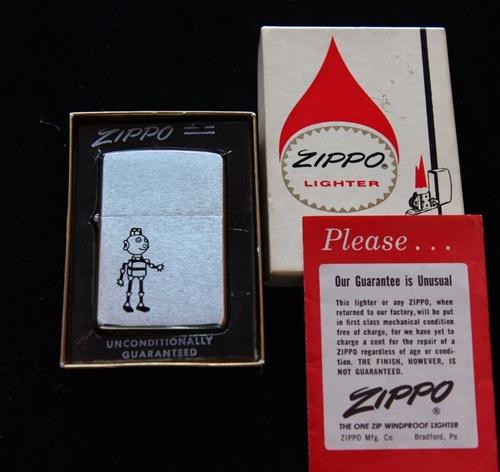 ZIPPO
UNCONDITIONALLY
GUARANTEED
ZIPPO®
LIGHTER
Please...
Our Guarantee is Unusual
This lighter or any ZIPPO, when
returned to our factory, will be put
in first class mechanical condition
free of charge, for we have yet to
charge a cent for the repair of a
ZIPPO regardless of age or condi-
tion. THE FINISH, HOWEVER, IS
NOT GUARANTEED.
ZIPPO®
THE ONE ZIP WINDPROOF LIGHTER
ZIPPO Mfg. Co. Bradford, Pa.